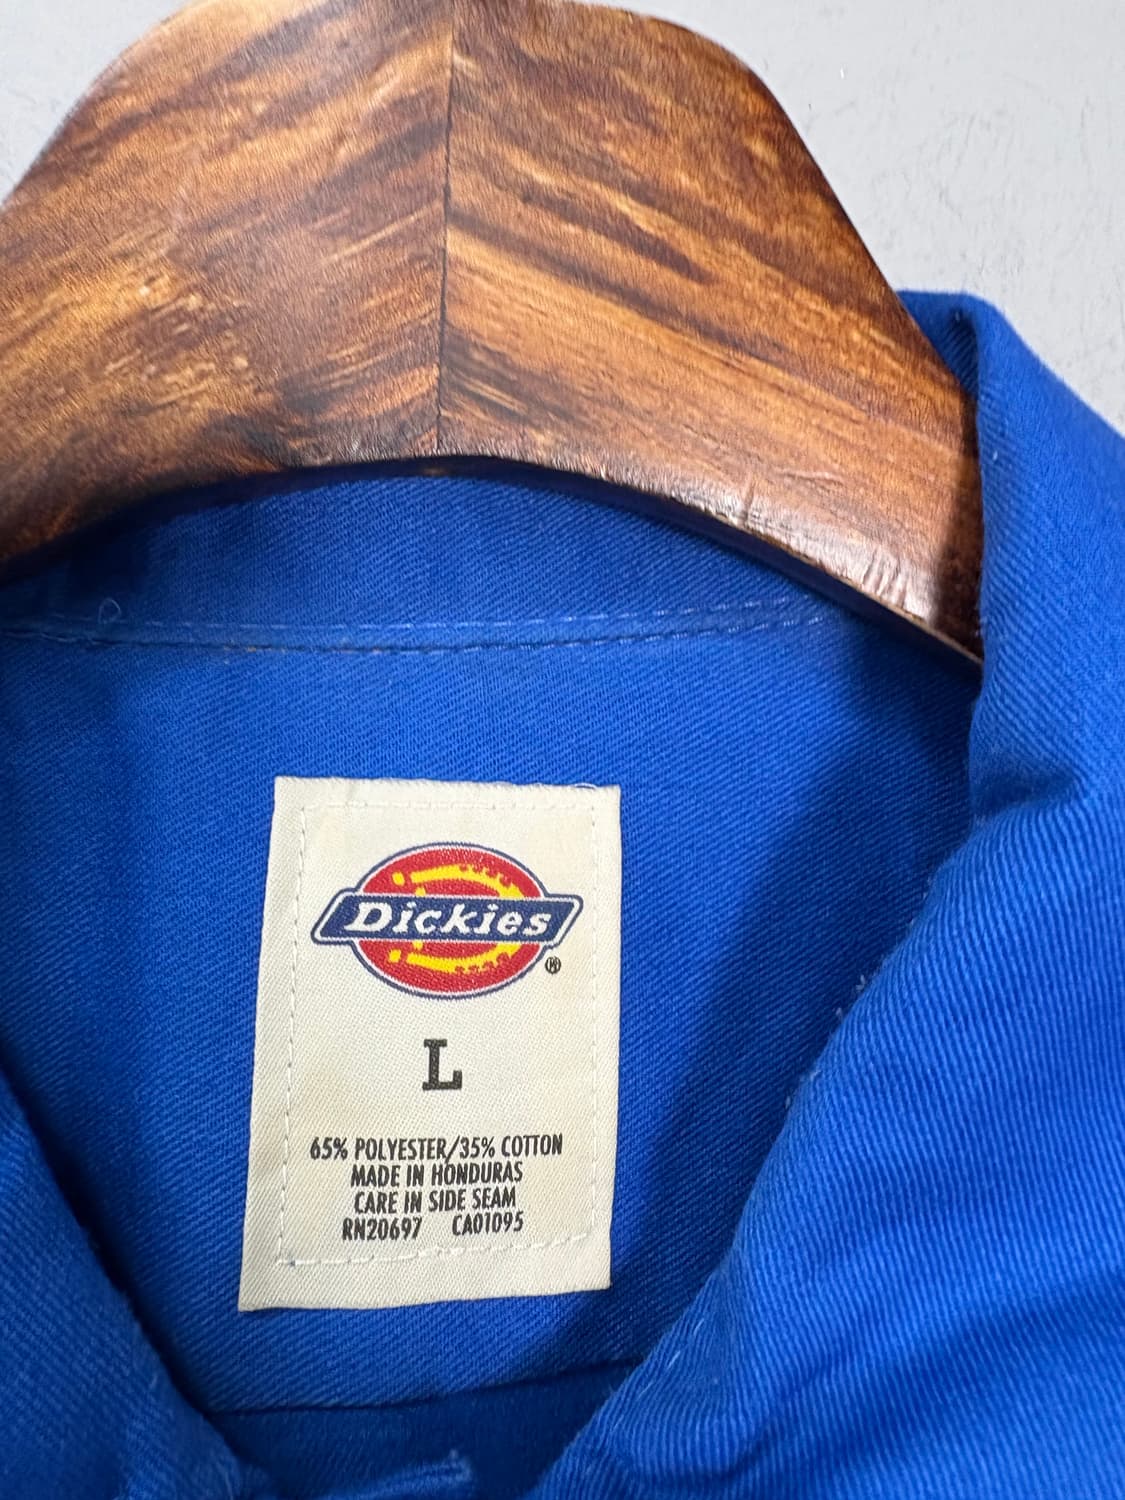 Dickies
®
L
65% POLYESTER/35% COTTON
MADE IN HONDURAS
CARE IN SIDE SEAM
RN20697 CA01095